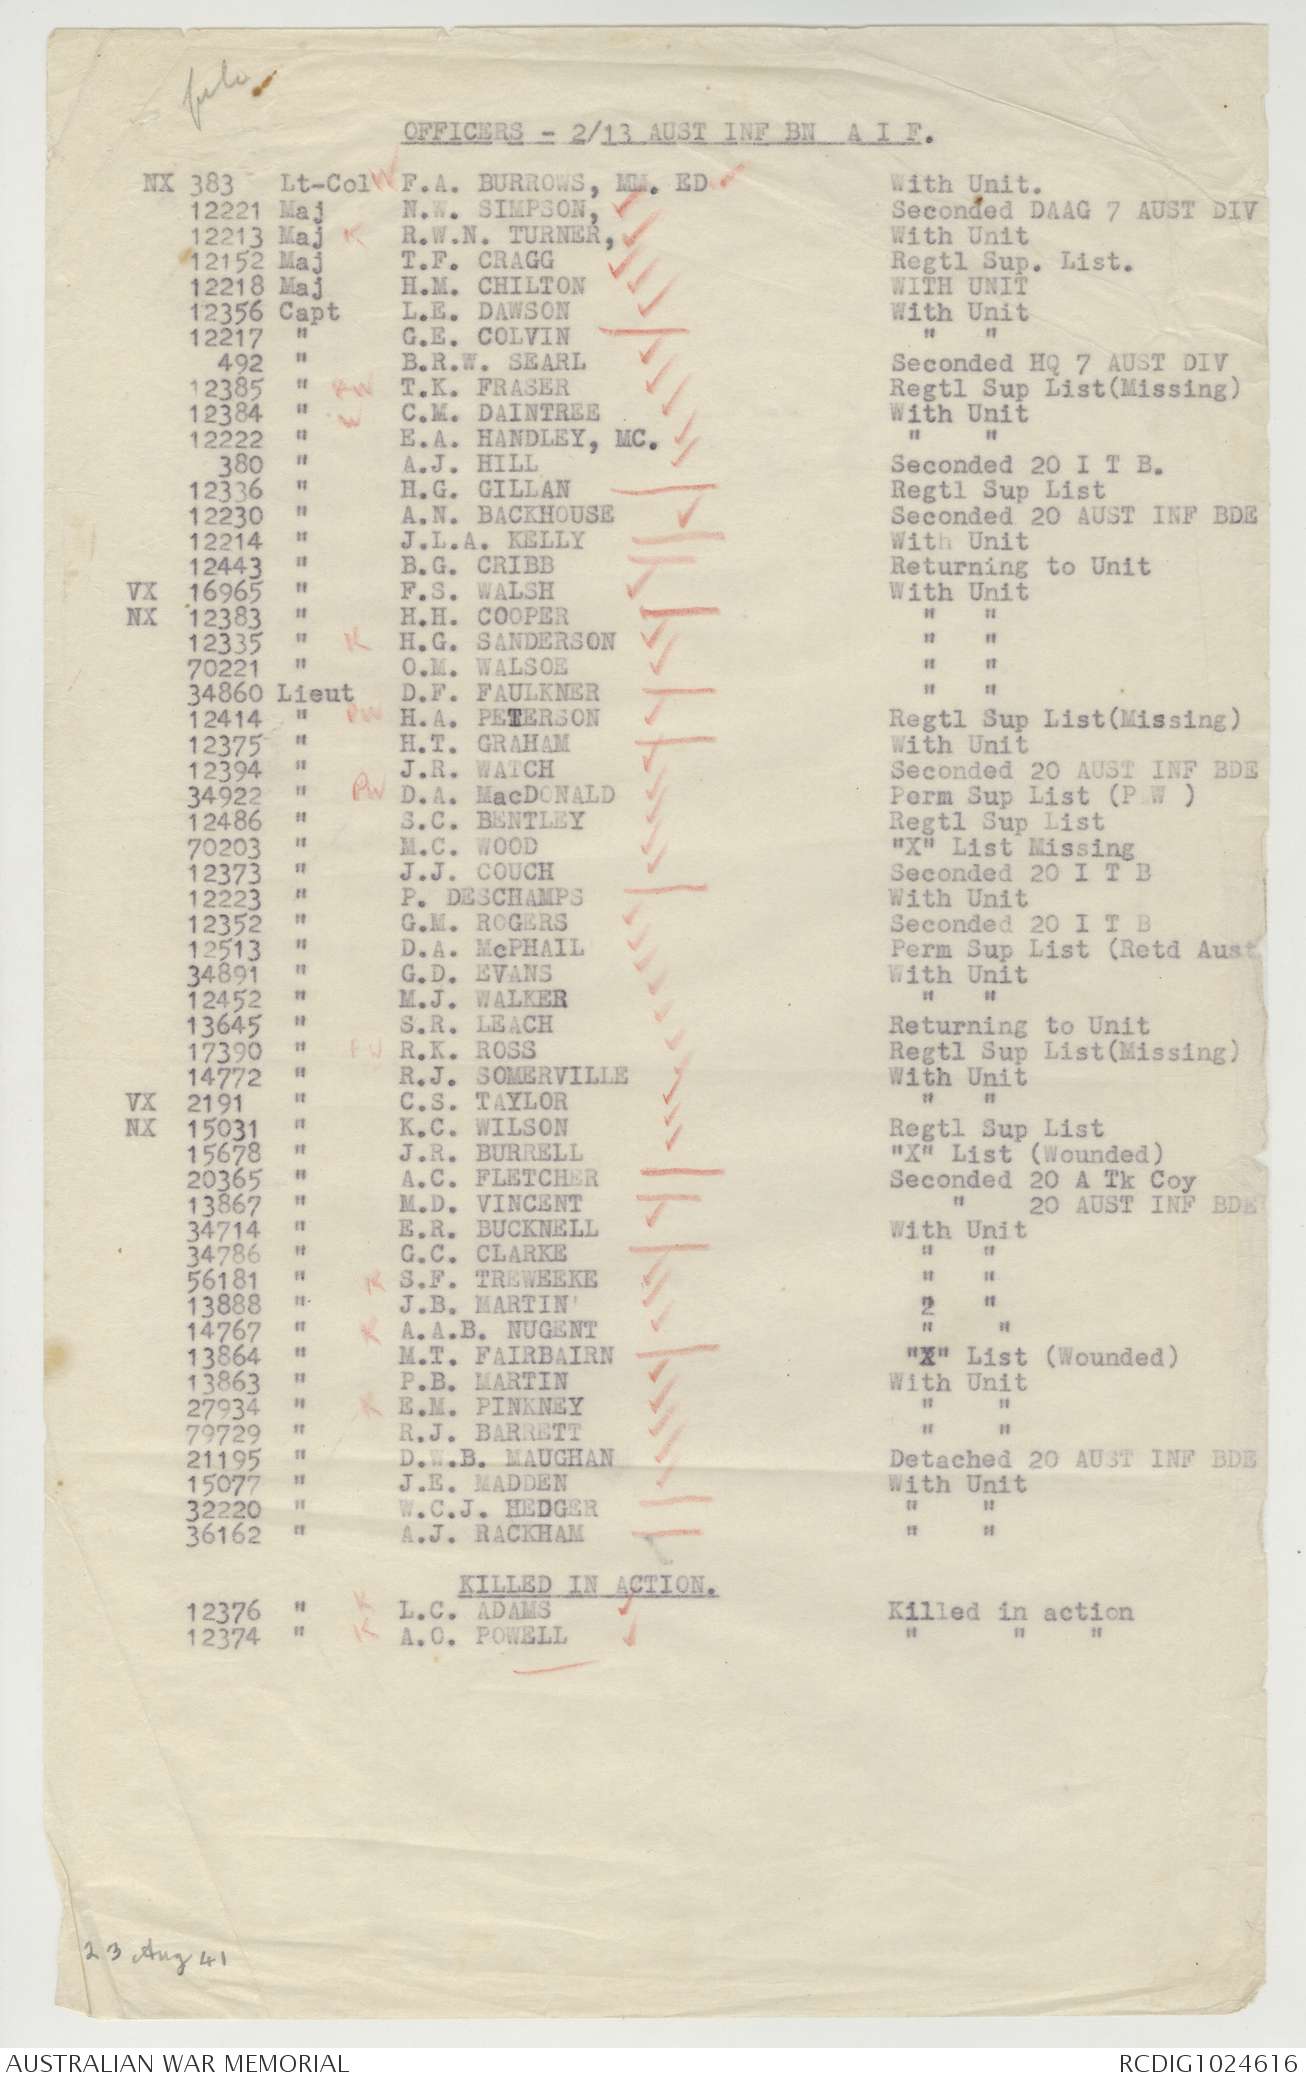 OFFICERS - 2/13 AUST INF BN A I F.
NX 383 Lt-Col W F.A. BURROWS, MM. ED With Unit.
12221 Maj N.W. SIMPSON, Seconded DAAG 7 AUST DIV
12213 Maj K R.W.N. TURNER, With Unit
12152 Maj T.F. CRAGG Regtl Sup. List.
12218 Maj H.M. CHILTON WITH UNIT
12356 Capt L.E. DAWSON With Unit
12217 " G.E. COLVIN " "
492 " B.R.W. SEARL Seconded HQ 7 AUST DIV
12385 " PW T.K. FRASER Regtl Sup List(Missing)
12384 " W C.M. DAINTREE With Unit
12222 " E.A. HANDLEY, MC. " "
380 " A.J. HILL Seconded 20 I T B.
12336 " H.G. GILLAN Regtl Sup List
12230 " A.N. BACKHOUSE Seconded 20 AUST INF BDE
12214 " J.L.A. KELLY With Unit
12443 " B.G. CRIBB Returning to Unit
VX 16965 " F.S. WALSH With Unit
NX 12383 " H.H. COOPER " "
12335 " K H.G. SANDERSON " "
70221 " O.M. WALSOE " "
34860 Lieut D.F. FAULKNER " "
12414 " PW H.A. PETERSON Regtl Sup List(Missing)
12375 " H.T. GRAHAM With Unit
12394 " J.R. WATCH Seconded 20 AUST INF BDE
34922 " PW D.A. MacDONALD Perm Sup List (P W )
12486 " S.C. BENTLEY Regtl Sup List
70203 " M.C. WOOD "X" List Missing
12373 " J.J. COUCH Seconded 20 I T B
12223 " P. DESCHAMPS With Unit
12352 " G.M. ROGERS Seconded 20 I T B
12513 " D.A. McPHAIL Perm Sup List (Retd Aust
34891 " G.D. EVANS With Unit
12452 " M.J. WALKER " "
13645 " S.R. LEACH Returning to Unit
17390 " PW R.K. ROSS Regtl Sup List(Missing)
14772 " R.J. SOMERVILLE With Unit
VX 2191 " C.S. TAYLOR " "
NX 15031 " K.C. WILSON Regtl Sup List
15678 " J.R. BURRELL "X" List (Wounded)
20365 " A.C. FLETCHER Seconded 20 A Tk Coy
13867 " M.D. VINCENT " 20 AUST INF BDE
34714 " E.R. BUCKNELL With Unit
34786 " G.C. CLARKE " "
56181 " K S.F. TREWEEKE " "
13888 " J.B. MARTIN' 2 "
14767 " K A.A.B. NUGENT " "
13864 " M.T. FAIRBAIRN "X" List (Wounded)
13863 " P.B. MARTIN With Unit
27934 " K E.M. PINKNEY " "
79729 " R.J. BARRETT " "
21195 " D.W.B. MAUGHAN Detached 20 AUST INF BDE
15077 " J.E. MADDEN With Unit
32220 " W.C.J. HEDGER " "
36162 " A.J. RACKHAM " "
KILLED IN ACTION.
12376 " K L.C. ADAMS Killed in action
12374 " K A.O. POWELL " " "
23 Aug 41
AUSTRALIAN WAR MEMORIAL RCDIG1024616